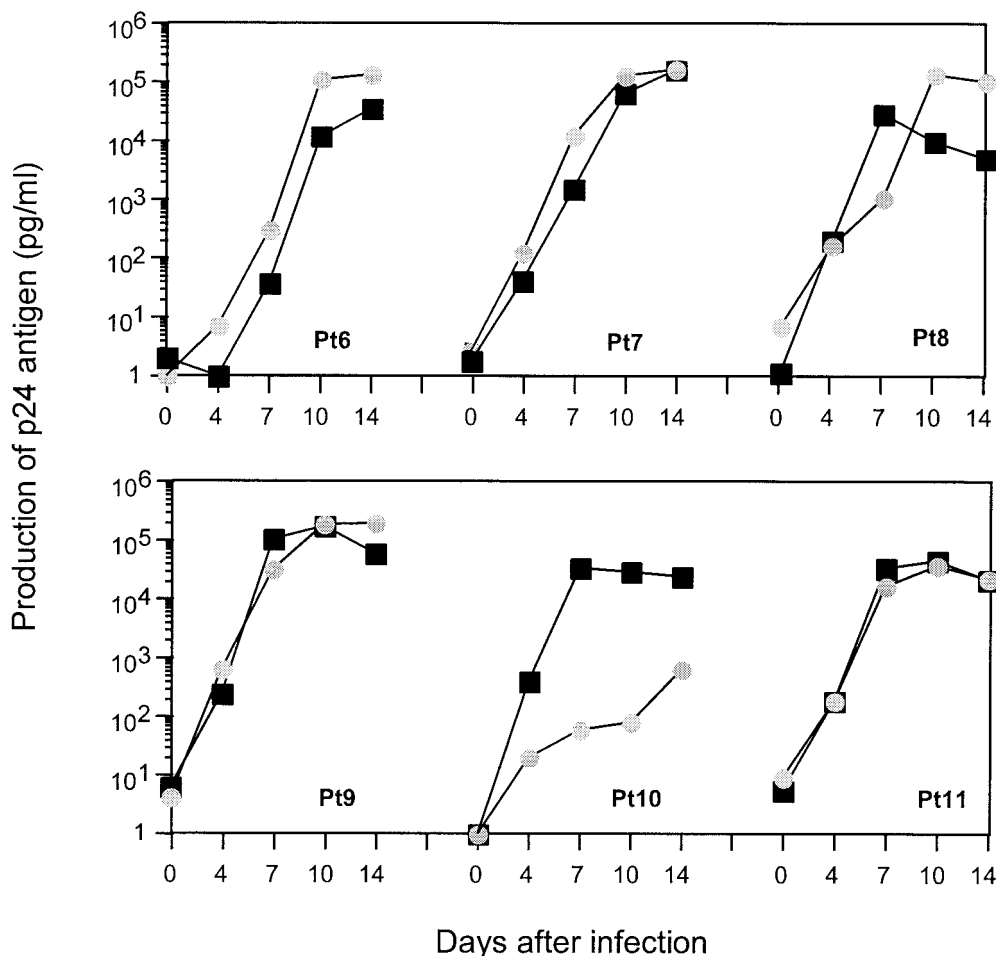 Production of p24 antigen (pg/ml)
10⁶
10⁵
10⁴
10³
10²
10¹
1
Pt6
Pt7
Pt8
0 4 7 10 14 0 4 7 10 14 0 4 7 10 14
10⁶
10⁵
10⁴
10³
10²
10¹
1
Pt9
Pt10
Pt11
0 4 7 10 14 0 4 7 10 14 0 4 7 10 14
Days after infection